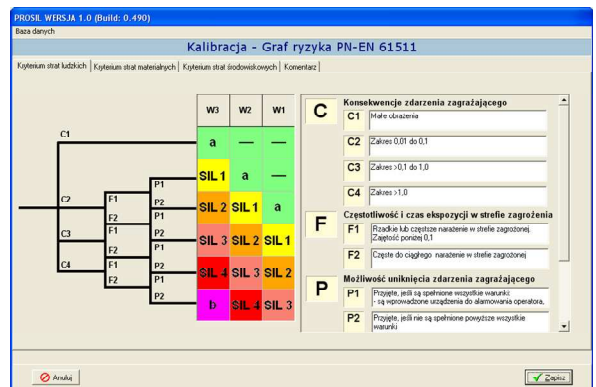 PROSIL WERSJA 1.0 (Build: 0.490)
Baza danych
Kalibracja - Graf ryzyka PN-EN 61511
Kryterium strat ludzkich | Kryterium strat materialnych | Kryterium strat środowiskowych | Komentarz
W3 W2 W1
C1 a — —
P1 SIL 1 a —
C2 F1 P2 SIL 2 SIL 1 a
F2 P1
C3 F1 P2 SIL 3 SIL 2 SIL 1
F2 P1
C4 F1 P2 SIL 4 SIL 3 SIL 2
F2 P1
P2 b SIL 4 SIL 3
C Konsekwencje zdarzenia zagrażającego
C1 Małe obrażenia
C2 Zakres 0,01 do 0,1
C3 Zakres >0,1 do 1,0
C4 Zakres >1,0
F Częstotliwość i czas ekspozycji w strefie zagrożenia
F1 Rzadkie lub częstsze narażenie w strefie zagrożonej.
Zajętość poniżej 0,1
F2 Częste do ciągłego narażenie w strefie zagrożonej
P Możliwość uniknięcia zdarzenia zagrażającego
P1 Przyjęte, jeśli są spełnione wszystkie warunki:
- są wprowadzone urządzenia do alarmowania operatora,
P2 Przyjęte, jeśli nie są spełnione powyższe wszystkie
warunki
Anuluj
Zapisz